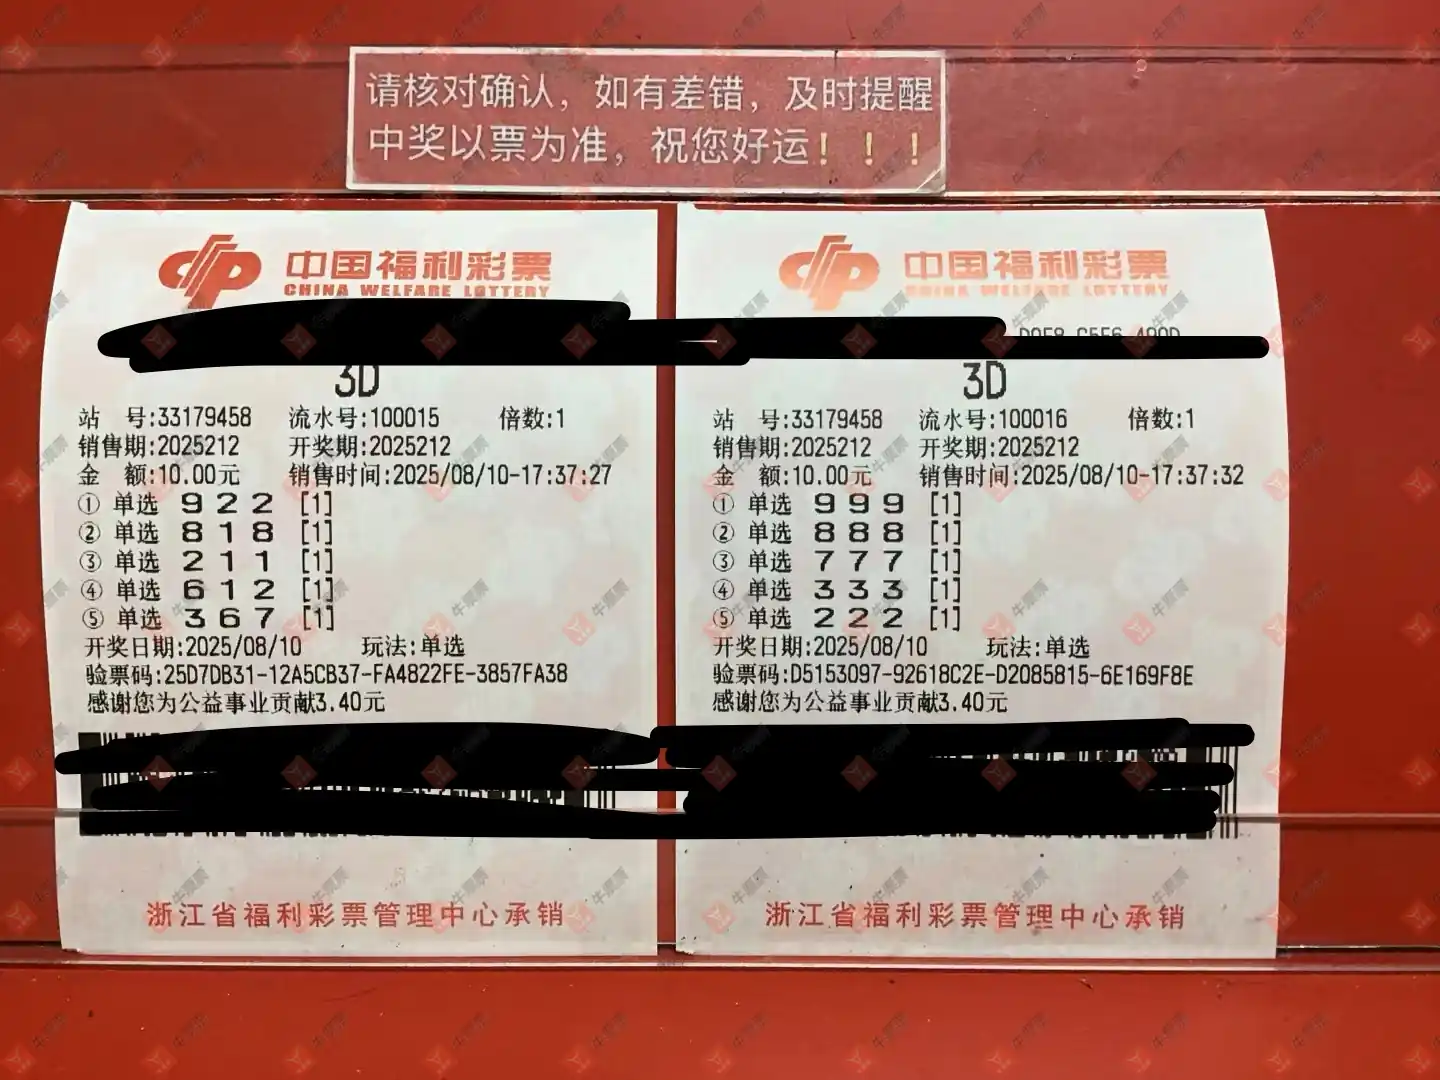 请核对确认，如有差错，及时提醒
中奖以票为准，祝您好运！！！
中国福利彩票
CHINA WELFARE LOTTERY
3D
站 号:33179458 流水号:100015 倍数:1
销售期:2025212 开奖期:2025212
金 额:10.00元 销售时间:2025/08/10-17:37:27
① 单选 9 2 2 [1]
② 单选 8 1 8 [1]
③ 单选 2 1 1 [1]
④ 单选 6 1 2 [1]
⑤ 单选 3 6 7 [1]
开奖日期:2025/08/10 玩法:单选
验票码:25D7DB31-12A5CB37-FA4822FE-3857FA38
感谢您为公益事业贡献3.40元
浙江省福利彩票管理中心承销
中国福利彩票
CHINA WELFARE LOTTERY
3D
站 号:33179458 流水号:100016 倍数:1
销售期:2025212 开奖期:2025212
金 额:10.00元 销售时间:2025/08/10-17:37:32
① 单选 9 9 9 [1]
② 单选 8 8 8 [1]
③ 单选 7 7 7 [1]
④ 单选 3 3 3 [1]
⑤ 单选 2 2 2 [1]
开奖日期:2025/08/10 玩法:单选
验票码:D5153097-92618C2E-D2085815-6E169F8E
感谢您为公益事业贡献3.40元
浙江省福利彩票管理中心承销